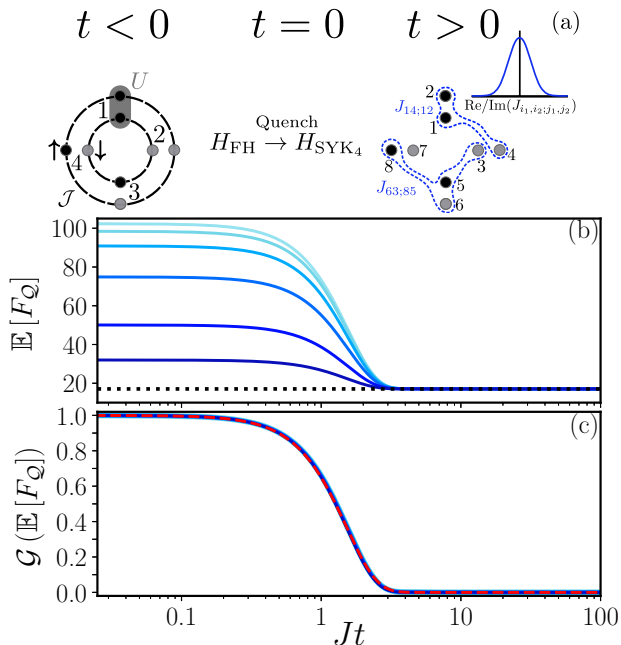 t < 0
t = 0
t > 0
(a)
U
1
2
↑
4
↓
3
𝒥
Quench
H_FH → H_SYK₄
2
J_{14;12}
1
Re/Im(J_{i₁,i₂;j₁,j₂})
8
7
3
4
J_{63;85}
5
6
(b)
𝔼 [F_𝒬]
100
80
60
40
20
(c)
𝒢 (𝔼 [F_𝒬])
1.0
0.8
0.6
0.4
0.2
0.0
0.1
1
10
100
Jt